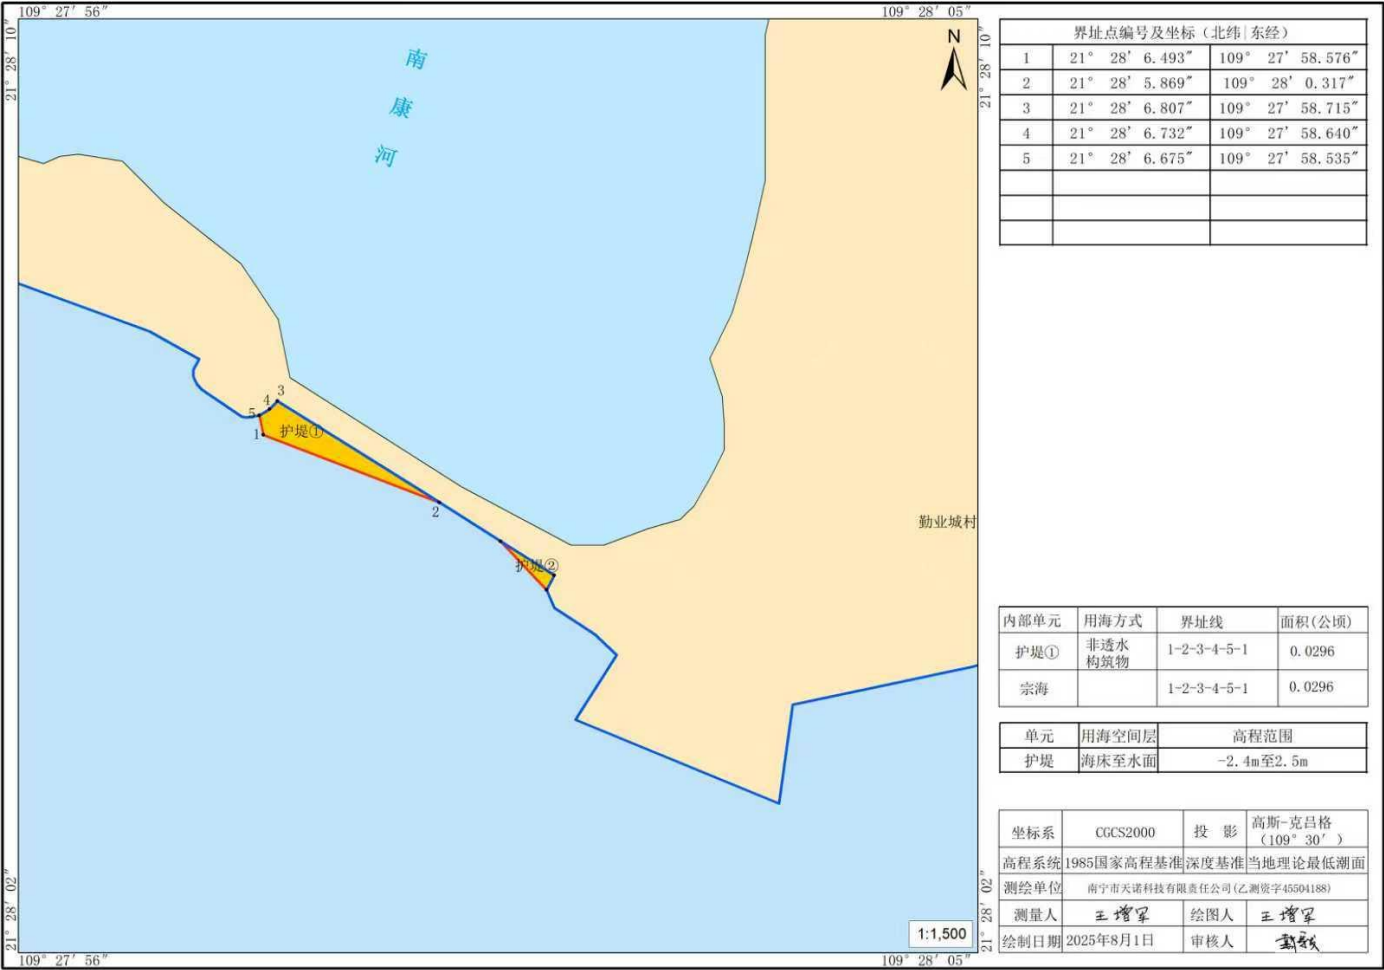 109° 27′ 56″
109° 28′ 05″
21° 28′ 10″
21° 28′ 10″
南
康
河
N
3
4
5
1
护堤①
2
护堤②
勤业城村
1:1,500
21° 28′ 02″
21° 28′ 02″
109° 27′ 56″
109° 28′ 05″
界址点编号及坐标（北纬|东经）
1 21° 28′ 6.493″ 109° 27′ 58.576″
2 21° 28′ 5.869″ 109° 28′ 0.317″
3 21° 28′ 6.807″ 109° 27′ 58.715″
4 21° 28′ 6.732″ 109° 27′ 58.640″
5 21° 28′ 6.675″ 109° 27′ 58.535″
内部单元 用海方式 界址线 面积(公顷)
护堤① 非透水构筑物 1-2-3-4-5-1 0.0296
宗海 1-2-3-4-5-1 0.0296
单元 用海空间层 高程范围
护堤 海床至水面 -2.4m至2.5m
坐标系 CGCS2000 投 影 高斯-克吕格（109° 30′ ）
高程系统 1985国家高程基准 深度基准 当地理论最低潮面
测绘单位 南宁市天诺科技有限责任公司(乙测资字45504188)
测量人 王增军 绘图人 王增军
绘制日期 2025年8月1日 审核人